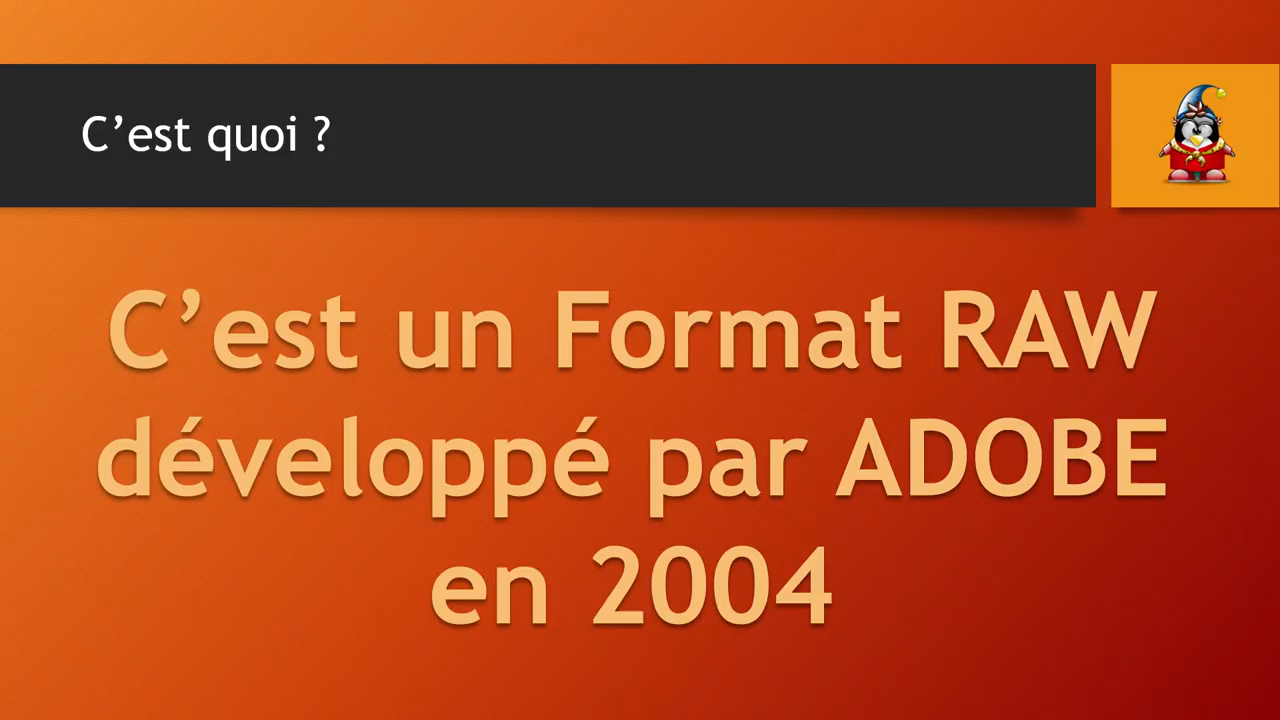 C’est quoi ?
C’est un Format RAW
développé par ADOBE
en 2004